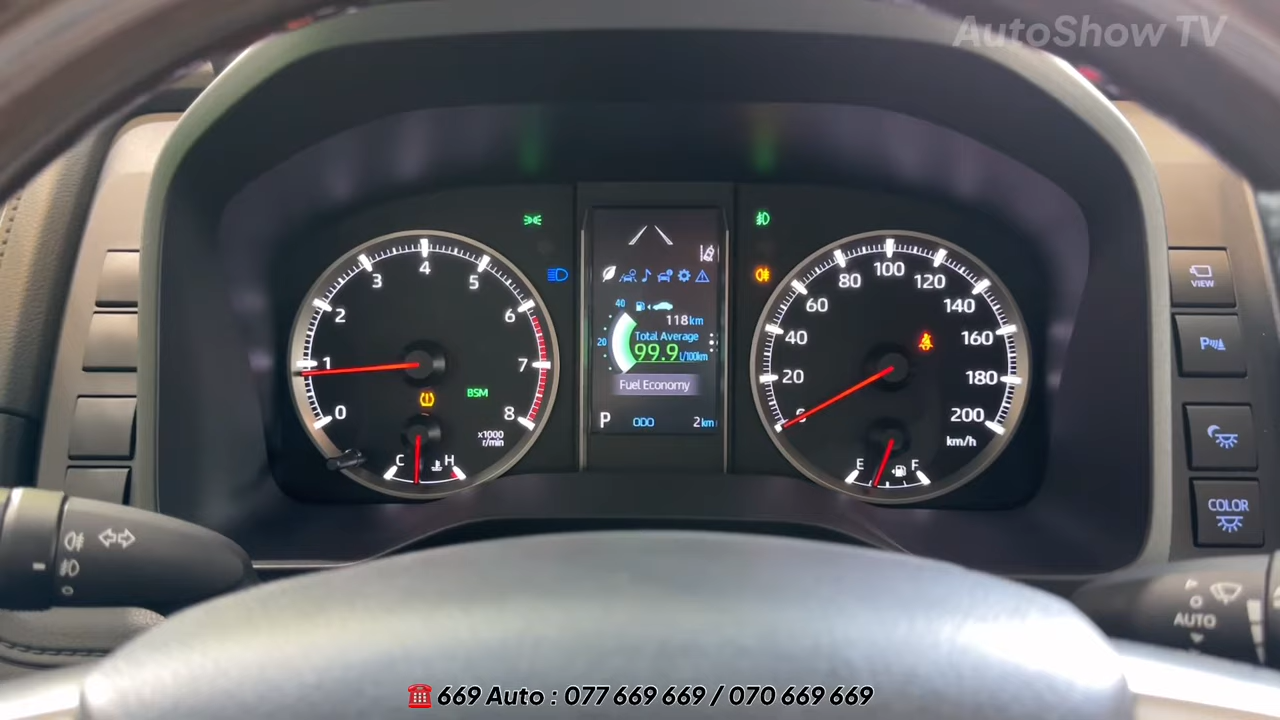 AutoShow TV
0
1
2
3
4
5
6
7
8
x1000
r/min
BSM
C
H
40
20
118 km
Total Average
99.9 l/100km
Fuel Economy
P ODO 2 km
0
20
40
60
80
100
120
140
160
180
200
km/h
E
F
VIEW
P
COLOR
AUTO
669 Auto : 077 669 669 / 070 669 669